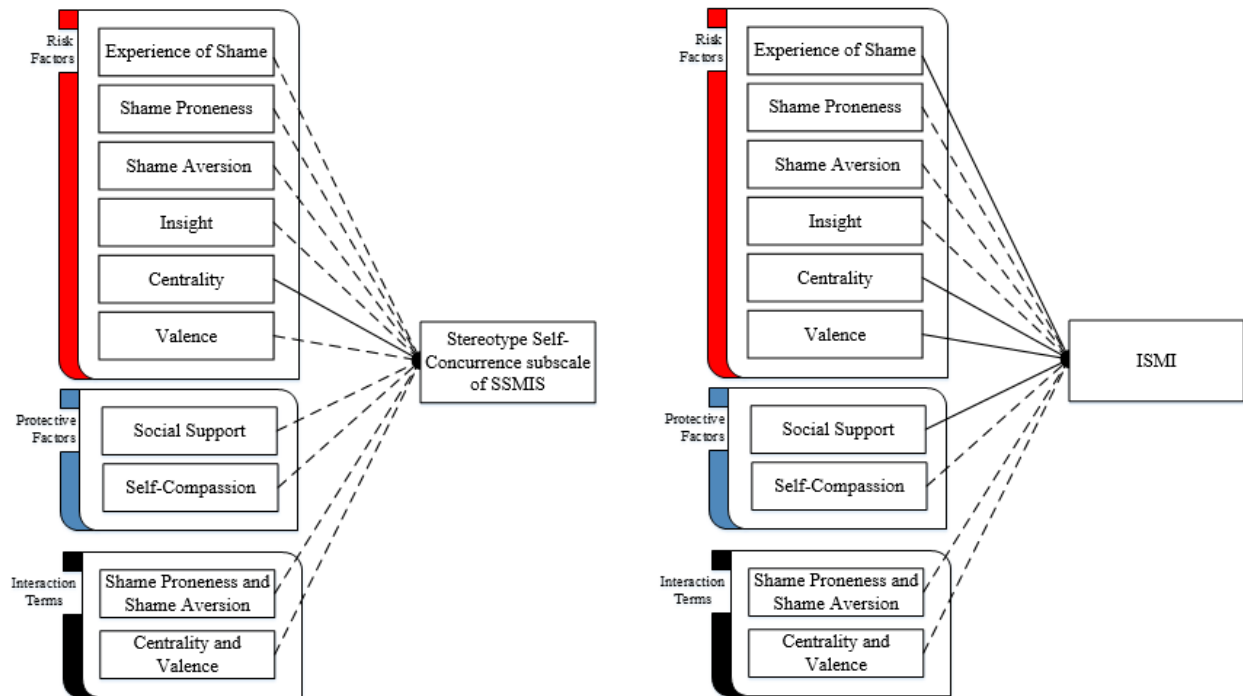 Risk
Factors
Experience of Shame
Shame Proneness
Shame Aversion
Insight
Centrality
Valence
Stereotype Self-
Concurrence subscale
of SSMIS
Protective
Factors
Social Support
Self-Compassion
Interaction
Terms
Shame Proneness and
Shame Aversion
Centrality and
Valence
Risk
Factors
Experience of Shame
Shame Proneness
Shame Aversion
Insight
Centrality
Valence
ISMI
Protective
Factors
Social Support
Self-Compassion
Interaction
Terms
Shame Proneness and
Shame Aversion
Centrality and
Valence